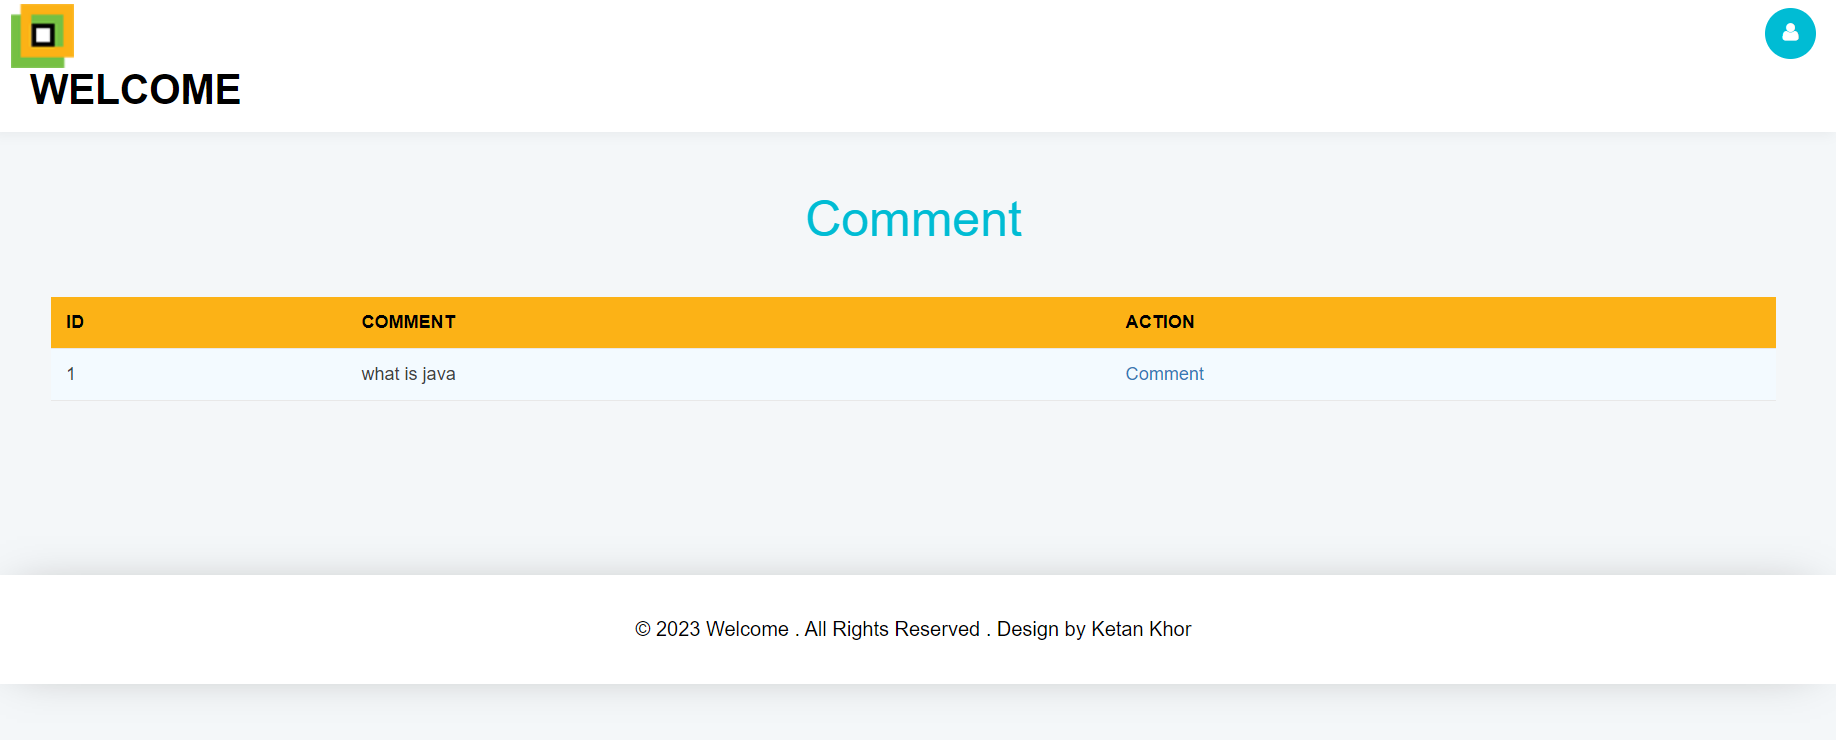 WELCOME
Comment
ID COMMENT ACTION
1 what is java Comment
© 2023 Welcome . All Rights Reserved . Design by Ketan Khor